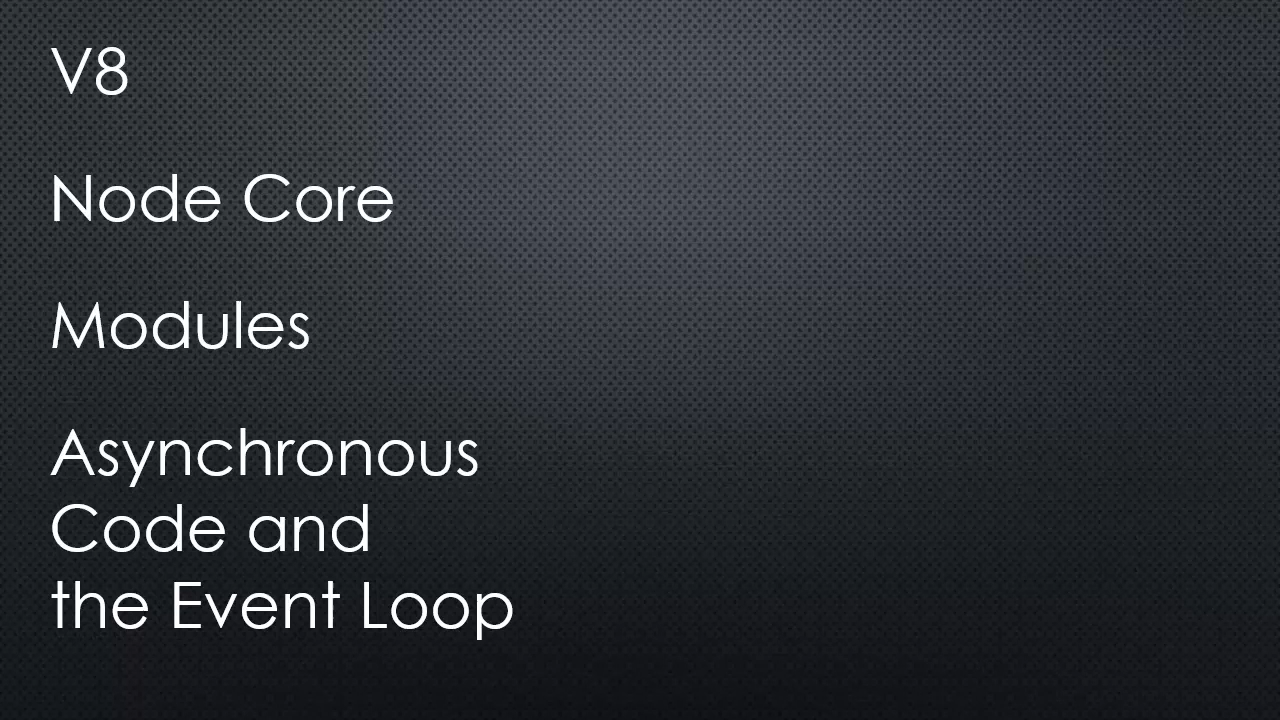 V8
Node Core
Modules
Asynchronous
Code and
the Event Loop